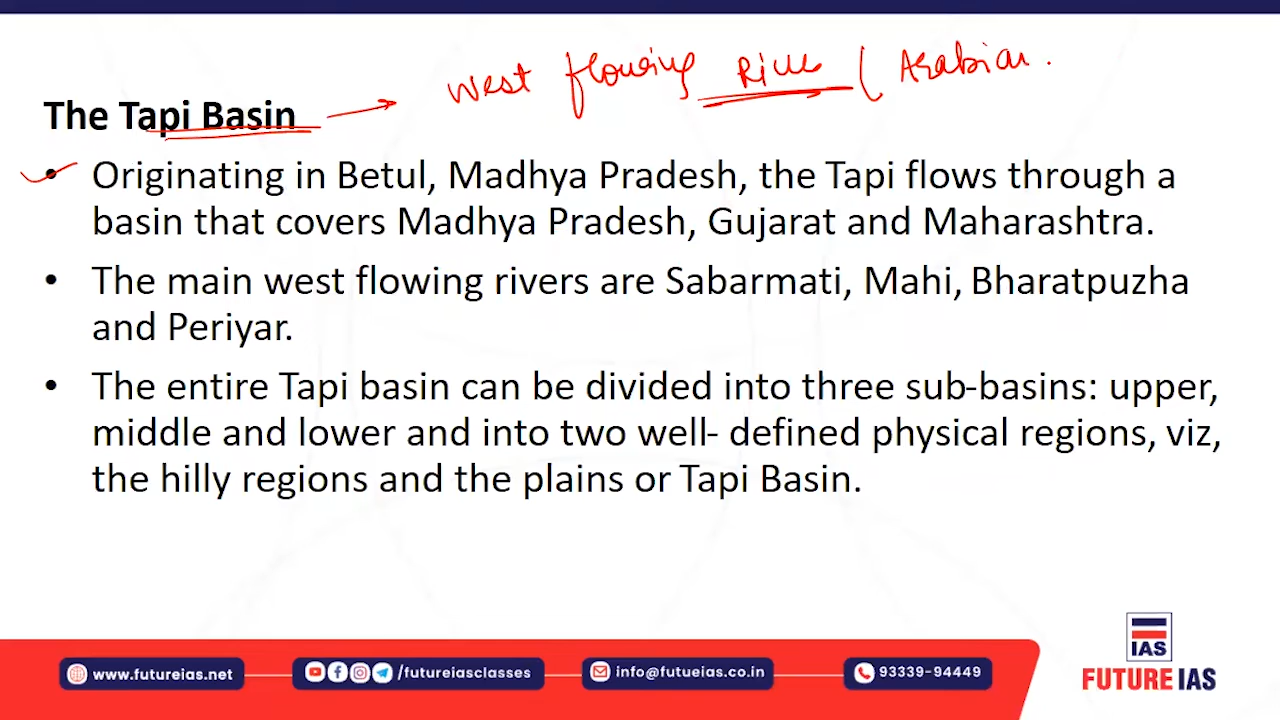 West flowing River ( Arabian .
The Tapi Basin
• Originating in Betul, Madhya Pradesh, the Tapi flows through a
basin that covers Madhya Pradesh, Gujarat and Maharashtra.
• The main west flowing rivers are Sabarmati, Mahi, Bharatpuzha
and Periyar.
• The entire Tapi basin can be divided into three sub-basins: upper,
middle and lower and into two well- defined physical regions, viz,
the hilly regions and the plains or Tapi Basin.
IAS
www.futureias.net /futureiasclasses info@futueias.co.in 93339-94449
FUTURE IAS